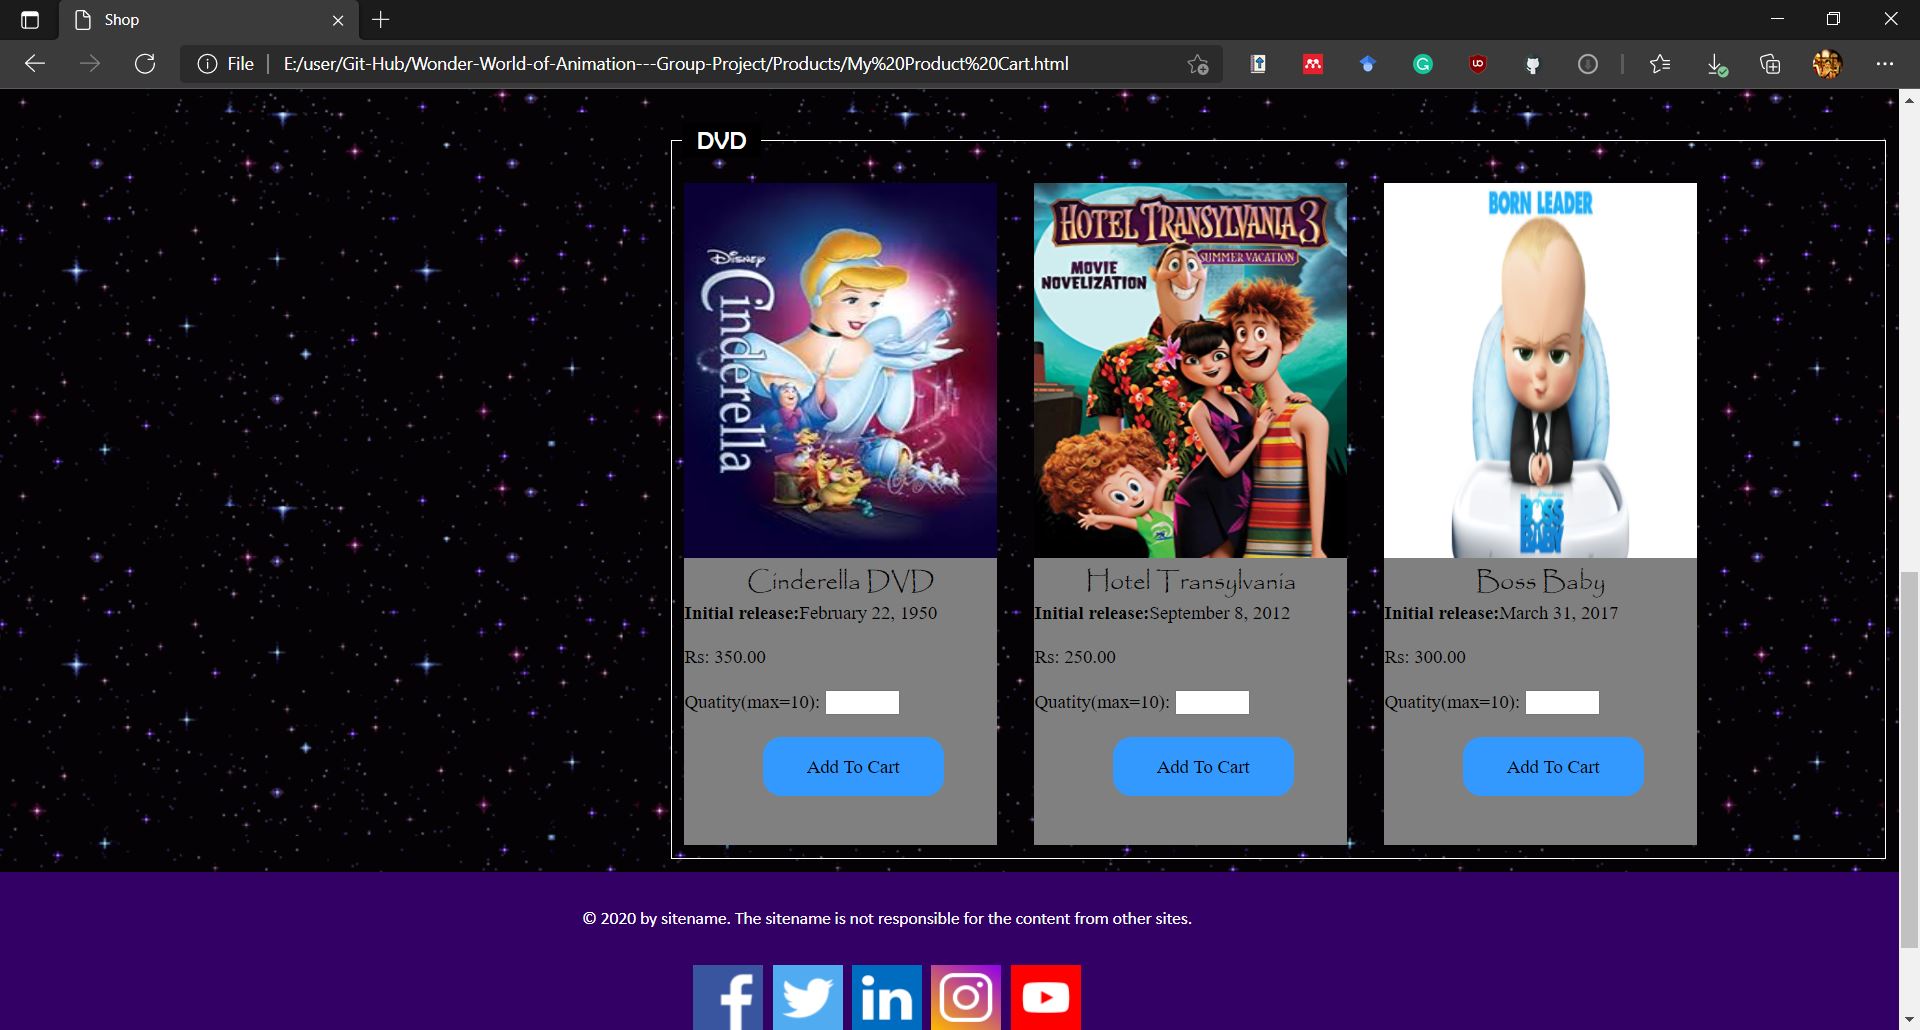 Shop
File
E:/user/Git-Hub/Wonder-World-of-Animation---Group-Project/Products/My%20Product%20Cart.html
DVD
Disney
Cinderella
HOTEL TRANSYLVANIA 3
SUMMER VACATION
MOVIE
NOVELIZATION
BORN LEADER
BOSS
BABY
Cinderella DVD
Initial release:February 22, 1950
Rs: 350.00
Quatity(max=10):
Add To Cart
Hotel Transylvania
Initial release:September 8, 2012
Rs: 250.00
Quatity(max=10):
Add To Cart
Boss Baby
Initial release:March 31, 2017
Rs: 300.00
Quatity(max=10):
Add To Cart
© 2020 by sitename. The sitename is not responsible for the content from other sites.
f
in